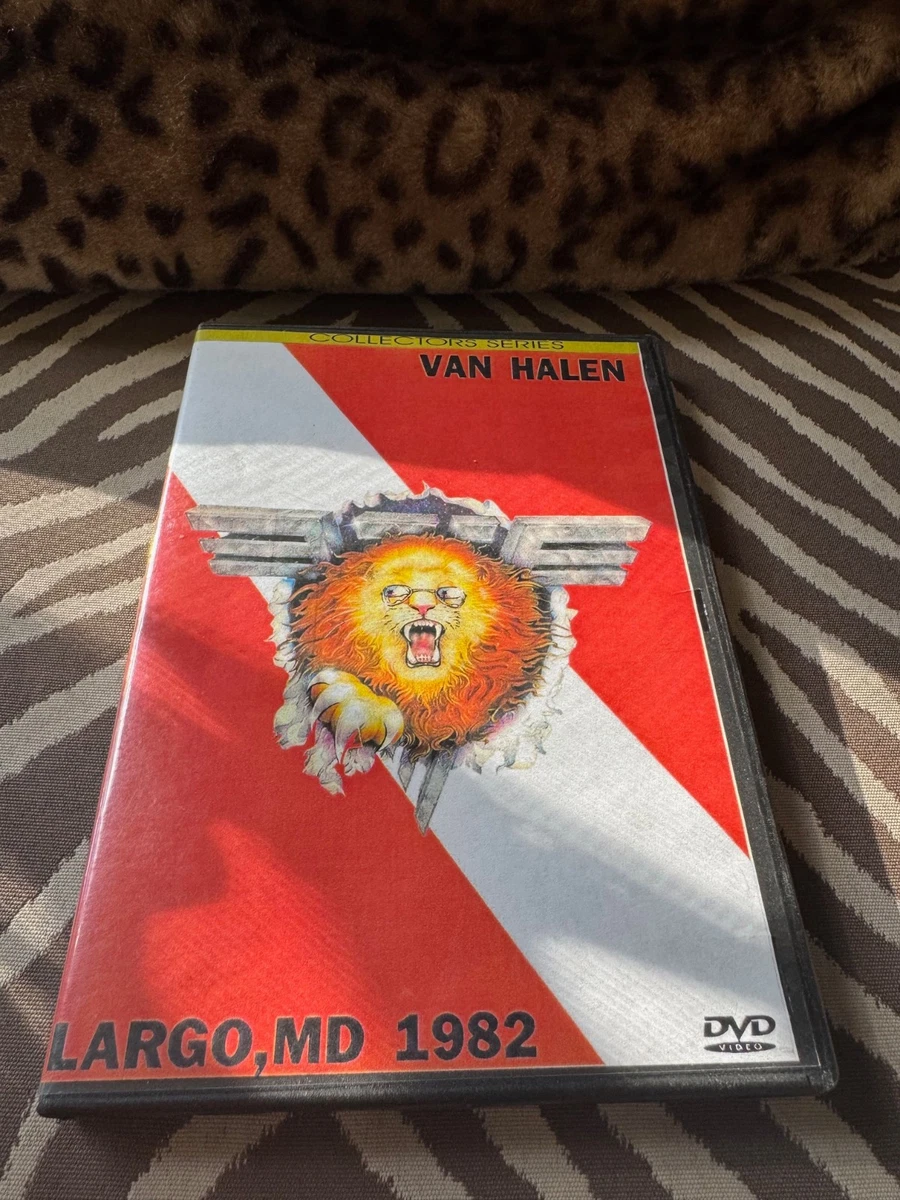 COLLECTORS SERIES
VAN HALEN
LARGO,MD 1982
DVD
VIDEO